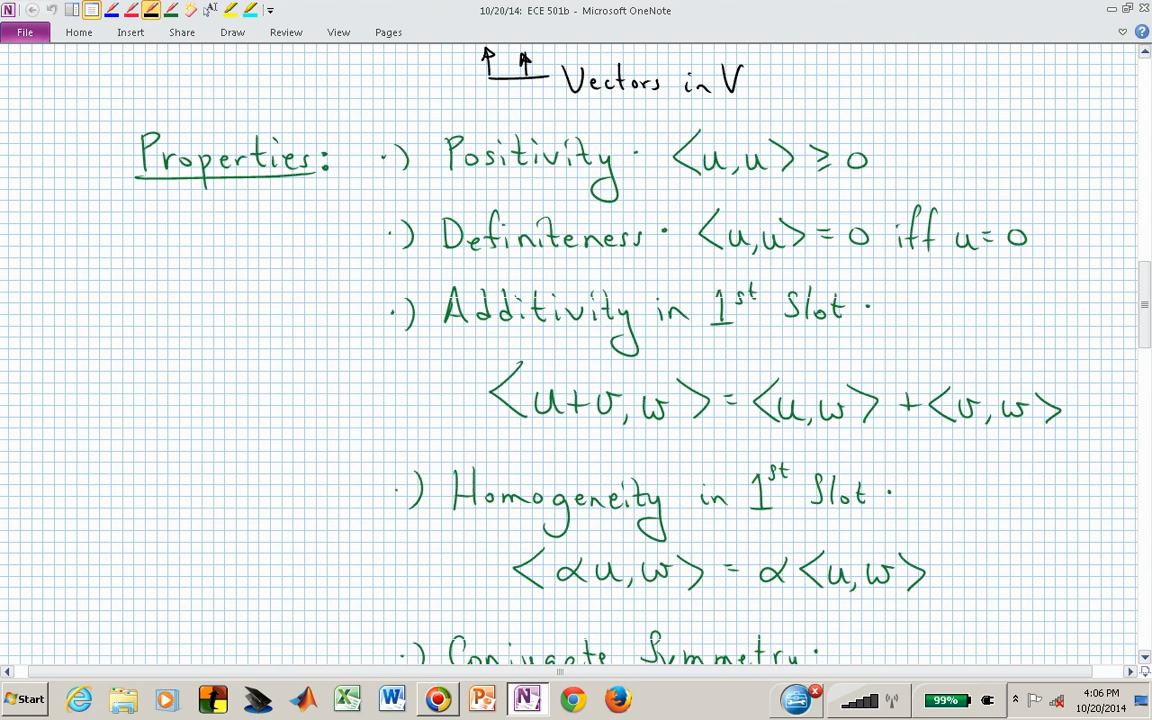 10/20/14: ECE 501b - Microsoft OneNote
File Home Insert Share Draw Review View Pages
Vectors in V
Properties: ·) Positivity · <u,u> ≥ 0
·) Definiteness · <u,u> = 0 iff u=0
·) Additivity in 1st Slot ·
<u+v,w> = <u,w> + <v,w>
·) Homogeneity in 1st Slot ·
<αu,w> = α<u,w>
·) Conjugate Symmetry ·
Start 99% 4:06 PM
10/20/2014